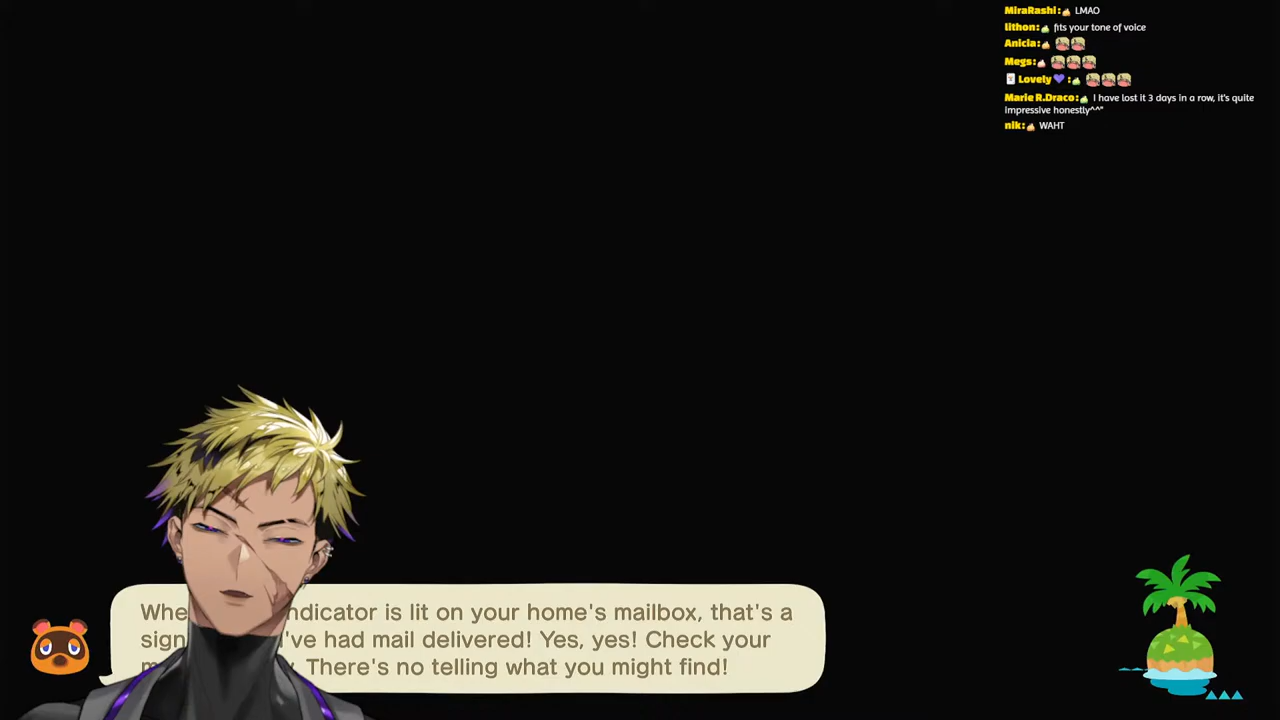 MiraRashi: LMAO
lithon: fits your tone of voice
Anicia:
Megs:
Lovely :
Marie R.Draco: I have lost it 3 days in a row, it's quite
impressive honestly^^"
nik: WAHT
ndicator is lit on your home's mailbox, that's a
sign I've had mail delivered! Yes, yes! Check your
There's no telling what you might find!